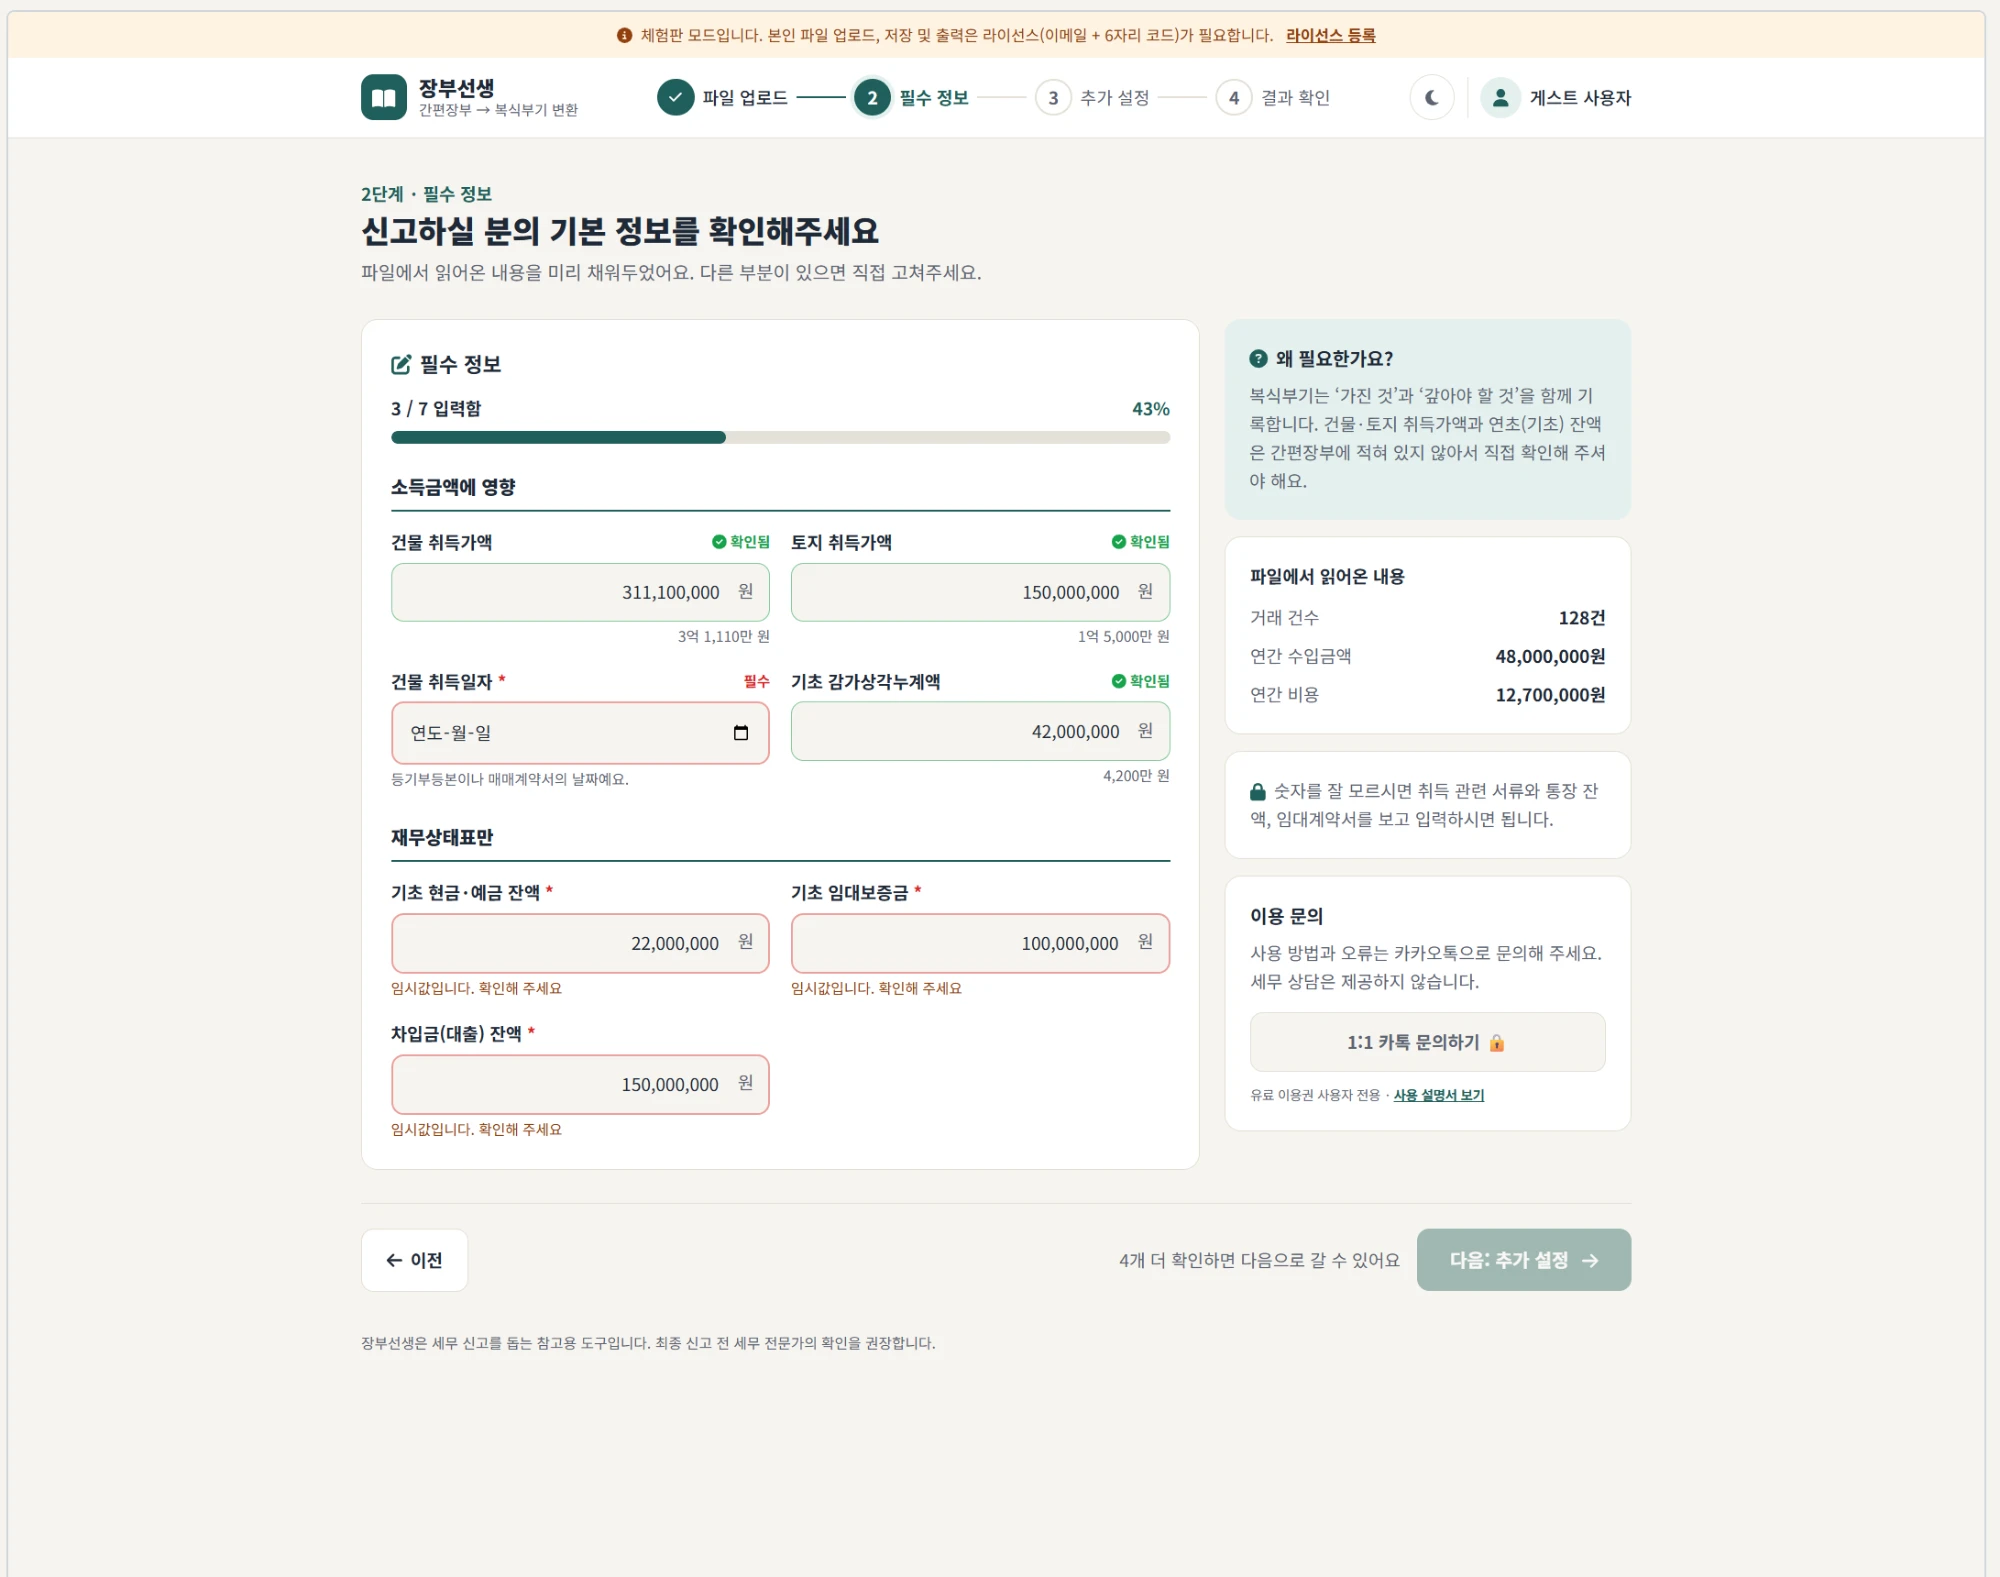 체험판 모드입니다. 본인 파일 업로드, 저장 및 출력은 라이선스(이메일 + 6자리 코드)가 필요합니다. 라이선스 등록
장부선생
간편장부 → 복식부기 변환
파일 업로드
2 필수 정보
3 추가 설정
4 결과 확인
게스트 사용자
2단계 · 필수 정보
신고하실 분의 기본 정보를 확인해주세요
파일에서 읽어온 내용을 미리 채워두었어요. 다른 부분이 있으면 직접 고쳐주세요.
필수 정보
3 / 7 입력함
43%
소득금액에 영향
건물 취득가액
확인됨
311,100,000 원
3억 1,110만 원
토지 취득가액
확인됨
150,000,000 원
1억 5,000만 원
건물 취득일자 *
필수
연도-월-일
등기부등본이나 매매계약서의 날짜예요.
기초 감가상각누계액
확인됨
42,000,000 원
4,200만 원
재무상태표만
기초 현금·예금 잔액 *
22,000,000 원
임시값입니다. 확인해 주세요
기초 임대보증금 *
100,000,000 원
임시값입니다. 확인해 주세요
차입금(대출) 잔액 *
150,000,000 원
임시값입니다. 확인해 주세요
? 왜 필요한가요?
복식부기는 ‘가진 것’과 ‘갚아야 할 것’을 함께 기
록합니다. 건물·토지 취득가액과 연초(기초) 잔액
은 간편장부에 적혀 있지 않아서 직접 확인해 주셔
야 해요.
파일에서 읽어온 내용
거래 건수 128건
연간 수입금액 48,000,000원
연간 비용 12,700,000원
숫자를 잘 모르시면 취득 관련 서류와 통장 잔
액, 임대계약서를 보고 입력하시면 됩니다.
이용 문의
사용 방법과 오류는 카카오톡으로 문의해 주세요.
세무 상담은 제공하지 않습니다.
1:1 카톡 문의하기
유료 이용권 사용자 전용 · 사용 설명서 보기
← 이전
4개 더 확인하면 다음으로 갈 수 있어요
다음: 추가 설정 →
장부선생은 세무 신고를 돕는 참고용 도구입니다. 최종 신고 전 세무 전문가의 확인을 권장합니다.